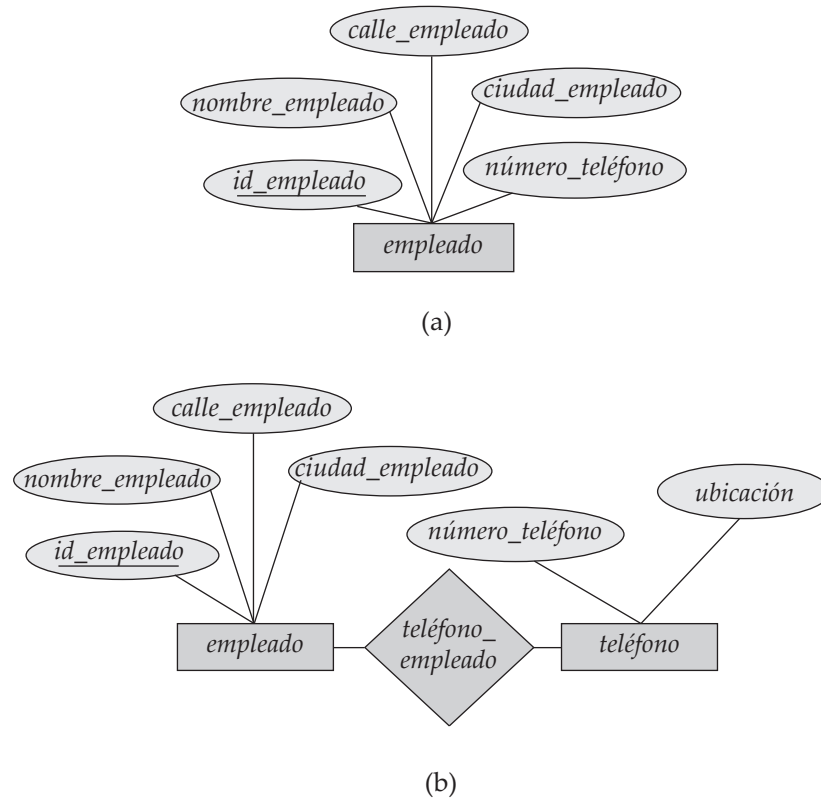 calle_empleado
nombre_empleado
ciudad_empleado
id_empleado
número_teléfono
empleado
(a)
calle_empleado
nombre_empleado
ciudad_empleado
ubicación
id_empleado
número_teléfono
empleado
teléfono_
empleado
teléfono
(b)